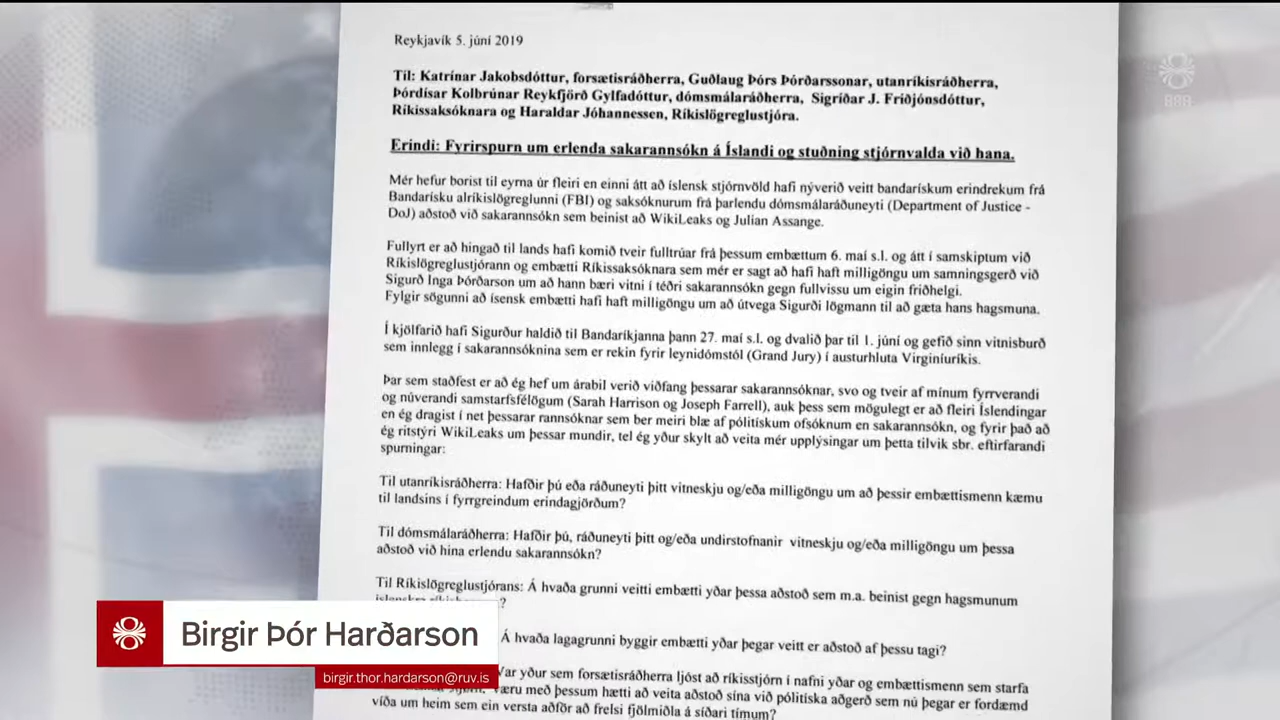 Reykjavík 5. júní 2019
Til: Katrínar Jakobsdóttur, forsætisráðherra, Guðlaug Þórs Þórðarssonar, utanríkisráðherra,
Þórdísar Kolbrúnar Reykfjörð Gylfadóttur, dómsmálaráðherra, Sigríðar J. Friðjónsdóttur,
Ríkissaksóknara og Haraldar Jóhannessen, Ríkislögreglustjóra.
Erindi: Fyrirspurn um erlenda sakarannsókn á Íslandi og stuðning stjórnvalda við hana.
Mér hefur borist til eyrna úr fleiri en einni átt að íslensk stjórnvöld hafi nýverið veitt bandarískum erindrekum frá
Bandarísku alríkislögreglunni (FBI) og saksóknurum frá þarlendu dómsmálaráðuneyti (Department of Justice -
DoJ) aðstoð við sakarannsókn sem beinist að WikiLeaks og Julian Assange.
Fullyrt er að hingað til lands hafi komið tveir fulltrúar frá þessum embættum 6. maí s.l. og átt í samskiptum við
Ríkislögreglustjórann og embætti Ríkissaksóknara sem mér er sagt að hafi haft milligöngu um samningsgerð við
Sigurð Inga Þórðarson um að hann bæri vitni í téðri sakarannsókn gegn fullvissu um eigin friðhelgi.
Fylgir sögunni að ísensk embætti hafi haft milligöngu um að útvega Sigurði lögmann til að gæta hans hagsmuna.
Í kjölfarið hafi Sigurður haldið til Bandaríkjanna þann 27. maí s.l. og dvalið þar til 1. júní og gefið sinn vitnisburð
sem innlegg í sakarannsóknina sem er rekin fyrir leynidómstól (Grand Jury) í austurhluta Virginíuríkis.
Þar sem staðfest er að ég hef um árabil verið viðfang þessarar sakarannsóknar, svo og tveir af mínum fyrrverandi
og núverandi samstarfsfélögum (Sarah Harrison og Joseph Farrell), auk þess sem mögulegt er að fleiri Íslendingar
en ég dragist í net þessarar rannsóknar sem ber meiri blæ af pólitískum ofsóknum en sakarannsókn, og fyrir það að
ég ritstýri WikiLeaks um þessar mundir, tel ég yður skylt að veita mér upplýsingar um þetta tilvik sbr. eftirfarandi
spurningar:
Til utanríkisráðherra: Hafðir þú eða ráðuneyti þitt vitneskju og/eða milligöngu um að þessir embættismenn kæmu
til landsins í fyrrgreindum erindagjörðum?
Til dómsmálaráðherra: Hafðir þú, ráðuneyti þitt og/eða undirstofnanir vitneskju og/eða milligöngu um þessa
aðstoð við hina erlendu sakarannsókn?
Til Ríkislögreglustjórans: Á hvaða grunni veitti embætti yðar þessa aðstoð sem m.a. beinist gegn hagsmunum
?
Á hvaða lagagrunni byggir embætti yðar þegar veitt er aðstoð af þessu tagi?
Var yður sem forsætisráðherra ljóst að ríkisstjórn í nafni yðar og embættismenn sem starfa
væru með þessum hætti að veita aðstoð sína við pólitíska aðgerð sem nú þegar er fordæmd
víða um heim sem ein versta aðför að frelsi fjölmiðla á síðari tímum?
Birgir Þór Harðarson
birgir.thor.hardarson@ruv.is
888